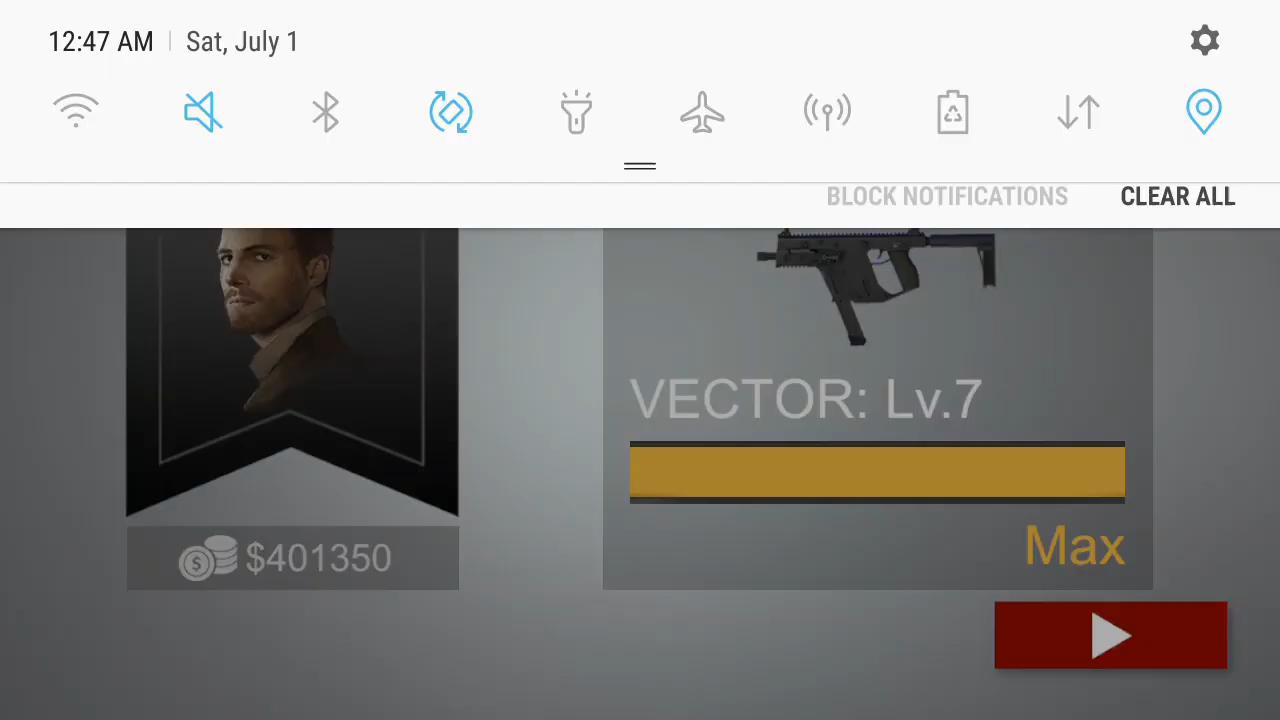 12:47 AM Sat, July 1
BLOCK NOTIFICATIONS CLEAR ALL
VECTOR: Lv.7
Max
$401350